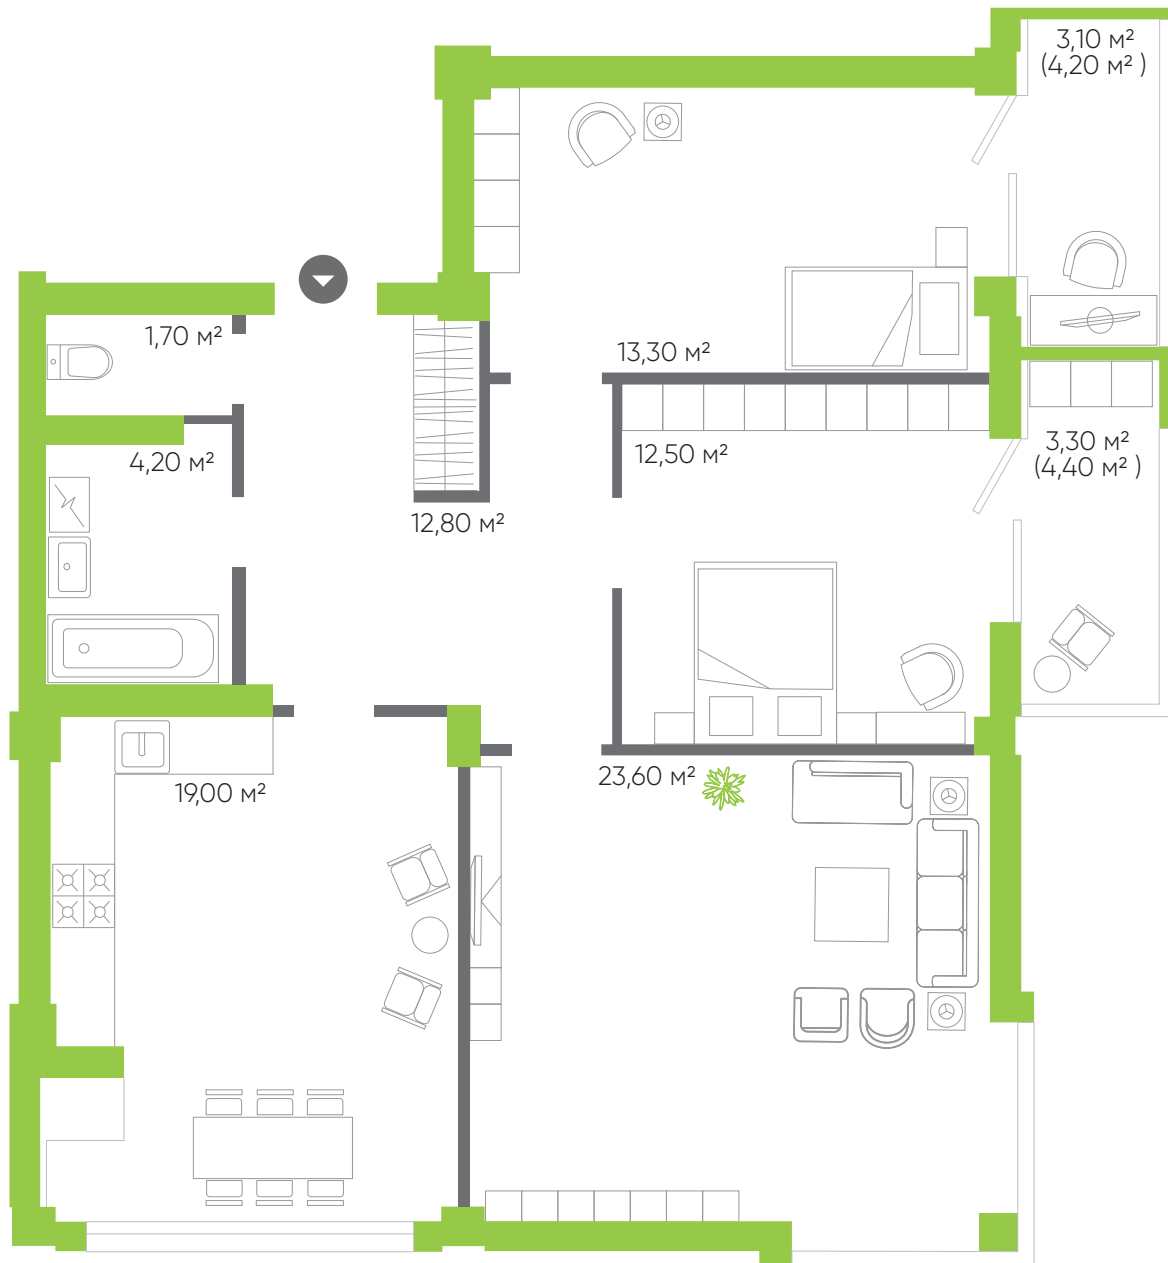 3,10 м²
(4,20 м² )
1,70 м²
13,30 м²
4,20 м²
12,50 м²
3,30 м²
(4,40 м² )
12,80 м²
19,00 м²
23,60 м²